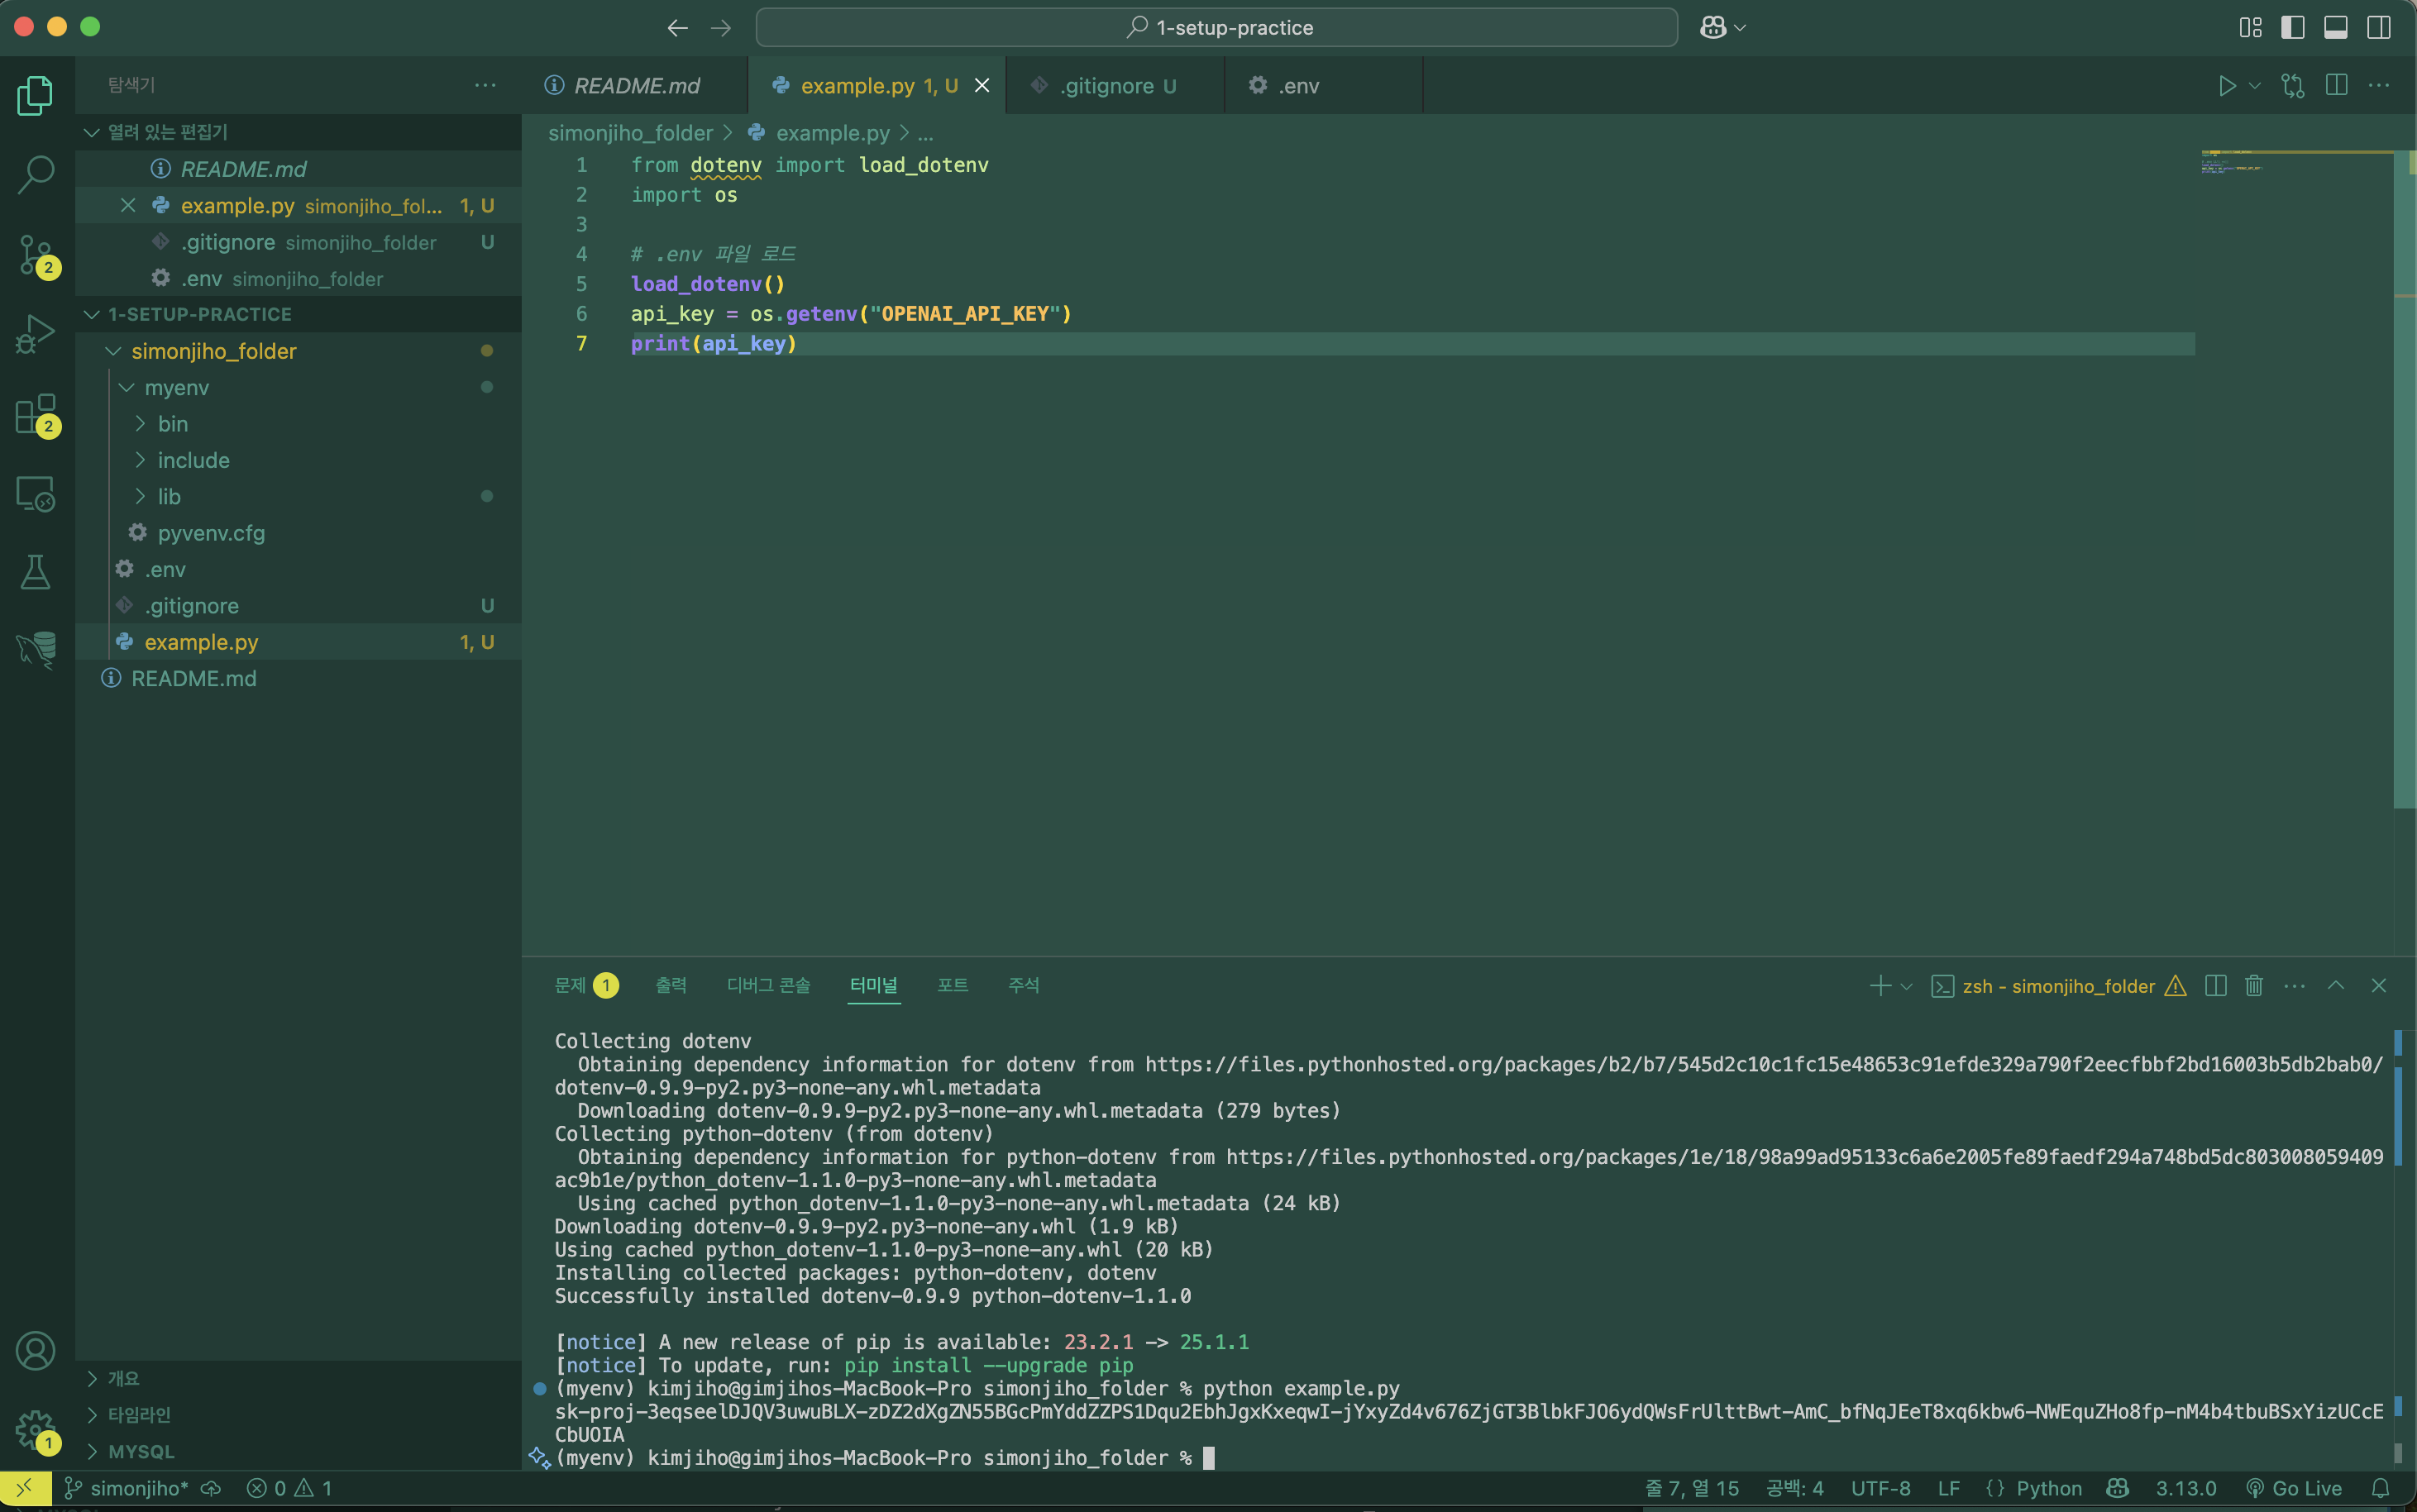 1-setup-practice
탐색기
열려 있는 편집기
README.md
example.py simonjiho_fol... 1, U
.gitignore simonjiho_folder U
.env simonjiho_folder
1-SETUP-PRACTICE
simonjiho_folder
myenv
bin
include
lib
pyvenv.cfg
.env
.gitignore U
example.py 1, U
README.md
개요
타임라인
MYSQL
2
2
1
README.md example.py 1, U .gitignore U .env
simonjiho_folder > example.py > ...
1 from dotenv import load_dotenv
2 import os
3
4 # .env 파일 로드
5 load_dotenv()
6 api_key = os.getenv("OPENAI_API_KEY")
7 print(api_key)
문제 1 출력 디버그 콘솔 터미널 포트 주석
zsh - simonjiho_folder
Collecting dotenv
Obtaining dependency information for dotenv from https://files.pythonhosted.org/packages/b2/b7/545d2c10c1fc15e48653c91efde329a790f2eecfbbf2bd16003b5db2bab0/
dotenv-0.9.9-py2.py3-none-any.whl.metadata
Downloading dotenv-0.9.9-py2.py3-none-any.whl.metadata (279 bytes)
Collecting python-dotenv (from dotenv)
Obtaining dependency information for python-dotenv from https://files.pythonhosted.org/packages/1e/18/98a99ad95133c6a6e2005fe89faedf294a748bd5dc803008059409
ac9b1e/python_dotenv-1.1.0-py3-none-any.whl.metadata
Using cached python_dotenv-1.1.0-py3-none-any.whl.metadata (24 kB)
Downloading dotenv-0.9.9-py2.py3-none-any.whl (1.9 kB)
Using cached python_dotenv-1.1.0-py3-none-any.whl (20 kB)
Installing collected packages: python-dotenv, dotenv
Successfully installed dotenv-0.9.9 python-dotenv-1.1.0
[notice] A new release of pip is available: 23.2.1 -> 25.1.1
[notice] To update, run: pip install --upgrade pip
(myenv) kimjiho@gimjihos-MacBook-Pro simonjiho_folder % python example.py
(myenv) kimjiho@gimjihos-MacBook-Pro simonjiho_folder %
simonjiho* 0 1
줄 7, 열 15 공백: 4 UTF-8 LF {} Python 3.13.0 Go Live